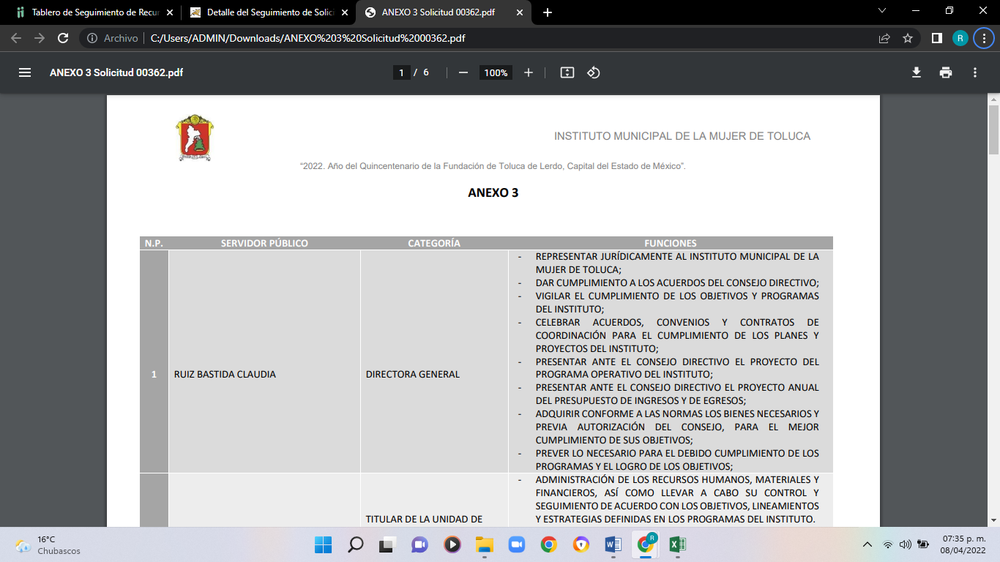 Tablero de Seguimiento de Recur
Detalle del Seguimiento de Solici
ANEXO 3 Solicitud 00362.pdf
Archivo
C:/Users/ADMIN/Downloads/ANEXO%203%20Solicitud%2000362.pdf
R
ANEXO 3 Solicitud 00362.pdf
1 / 6
100%
INSTITUTO MUNICIPAL DE LA MUJER DE TOLUCA
“2022. Año del Quincentenario de la Fundación de Toluca de Lerdo, Capital del Estado de México”.
ANEXO 3
N.P. SERVIDOR PÚBLICO CATEGORÍA FUNCIONES
1
RUIZ BASTIDA CLAUDIA
DIRECTORA GENERAL
- REPRESENTAR JURÍDICAMENTE AL INSTITUTO MUNICIPAL DE LA
MUJER DE TOLUCA;
- DAR CUMPLIMIENTO A LOS ACUERDOS DEL CONSEJO DIRECTIVO;
- VIGILAR EL CUMPLIMIENTO DE LOS OBJETIVOS Y PROGRAMAS
DEL INSTITUTO;
- CELEBRAR ACUERDOS, CONVENIOS Y CONTRATOS DE
COORDINACIÓN PARA EL CUMPLIMIENTO DE LOS PLANES Y
PROYECTOS DEL INSTITUTO;
- PRESENTAR ANTE EL CONSEJO DIRECTIVO EL PROYECTO DEL
PROGRAMA OPERATIVO DEL INSTITUTO;
- PRESENTAR ANTE EL CONSEJO DIRECTIVO EL PROYECTO ANUAL
DEL PRESUPUESTO DE INGRESOS Y DE EGRESOS;
- ADQUIRIR CONFORME A LAS NORMAS LOS BIENES NECESARIOS Y
PREVIA AUTORIZACIÓN DEL CONSEJO, PARA EL MEJOR
CUMPLIMIENTO DE SUS OBJETIVOS;
- PREVER LO NECESARIO PARA EL DEBIDO CUMPLIMIENTO DE LOS
PROGRAMAS Y EL LOGRO DE LOS OBJETIVOS;
TITULAR DE LA UNIDAD DE
- ADMINISTRACIÓN DE LOS RECURSOS HUMANOS, MATERIALES Y
FINANCIEROS, ASÍ COMO LLEVAR A CABO SU CONTROL Y
SEGUIMIENTO DE ACUERDO CON LOS OBJETIVOS, LINEAMIENTOS
Y ESTRATEGIAS DEFINIDAS EN LOS PROGRAMAS DEL INSTITUTO.
16°C
Chubascos
R
07:35 p. m.
08/04/2022